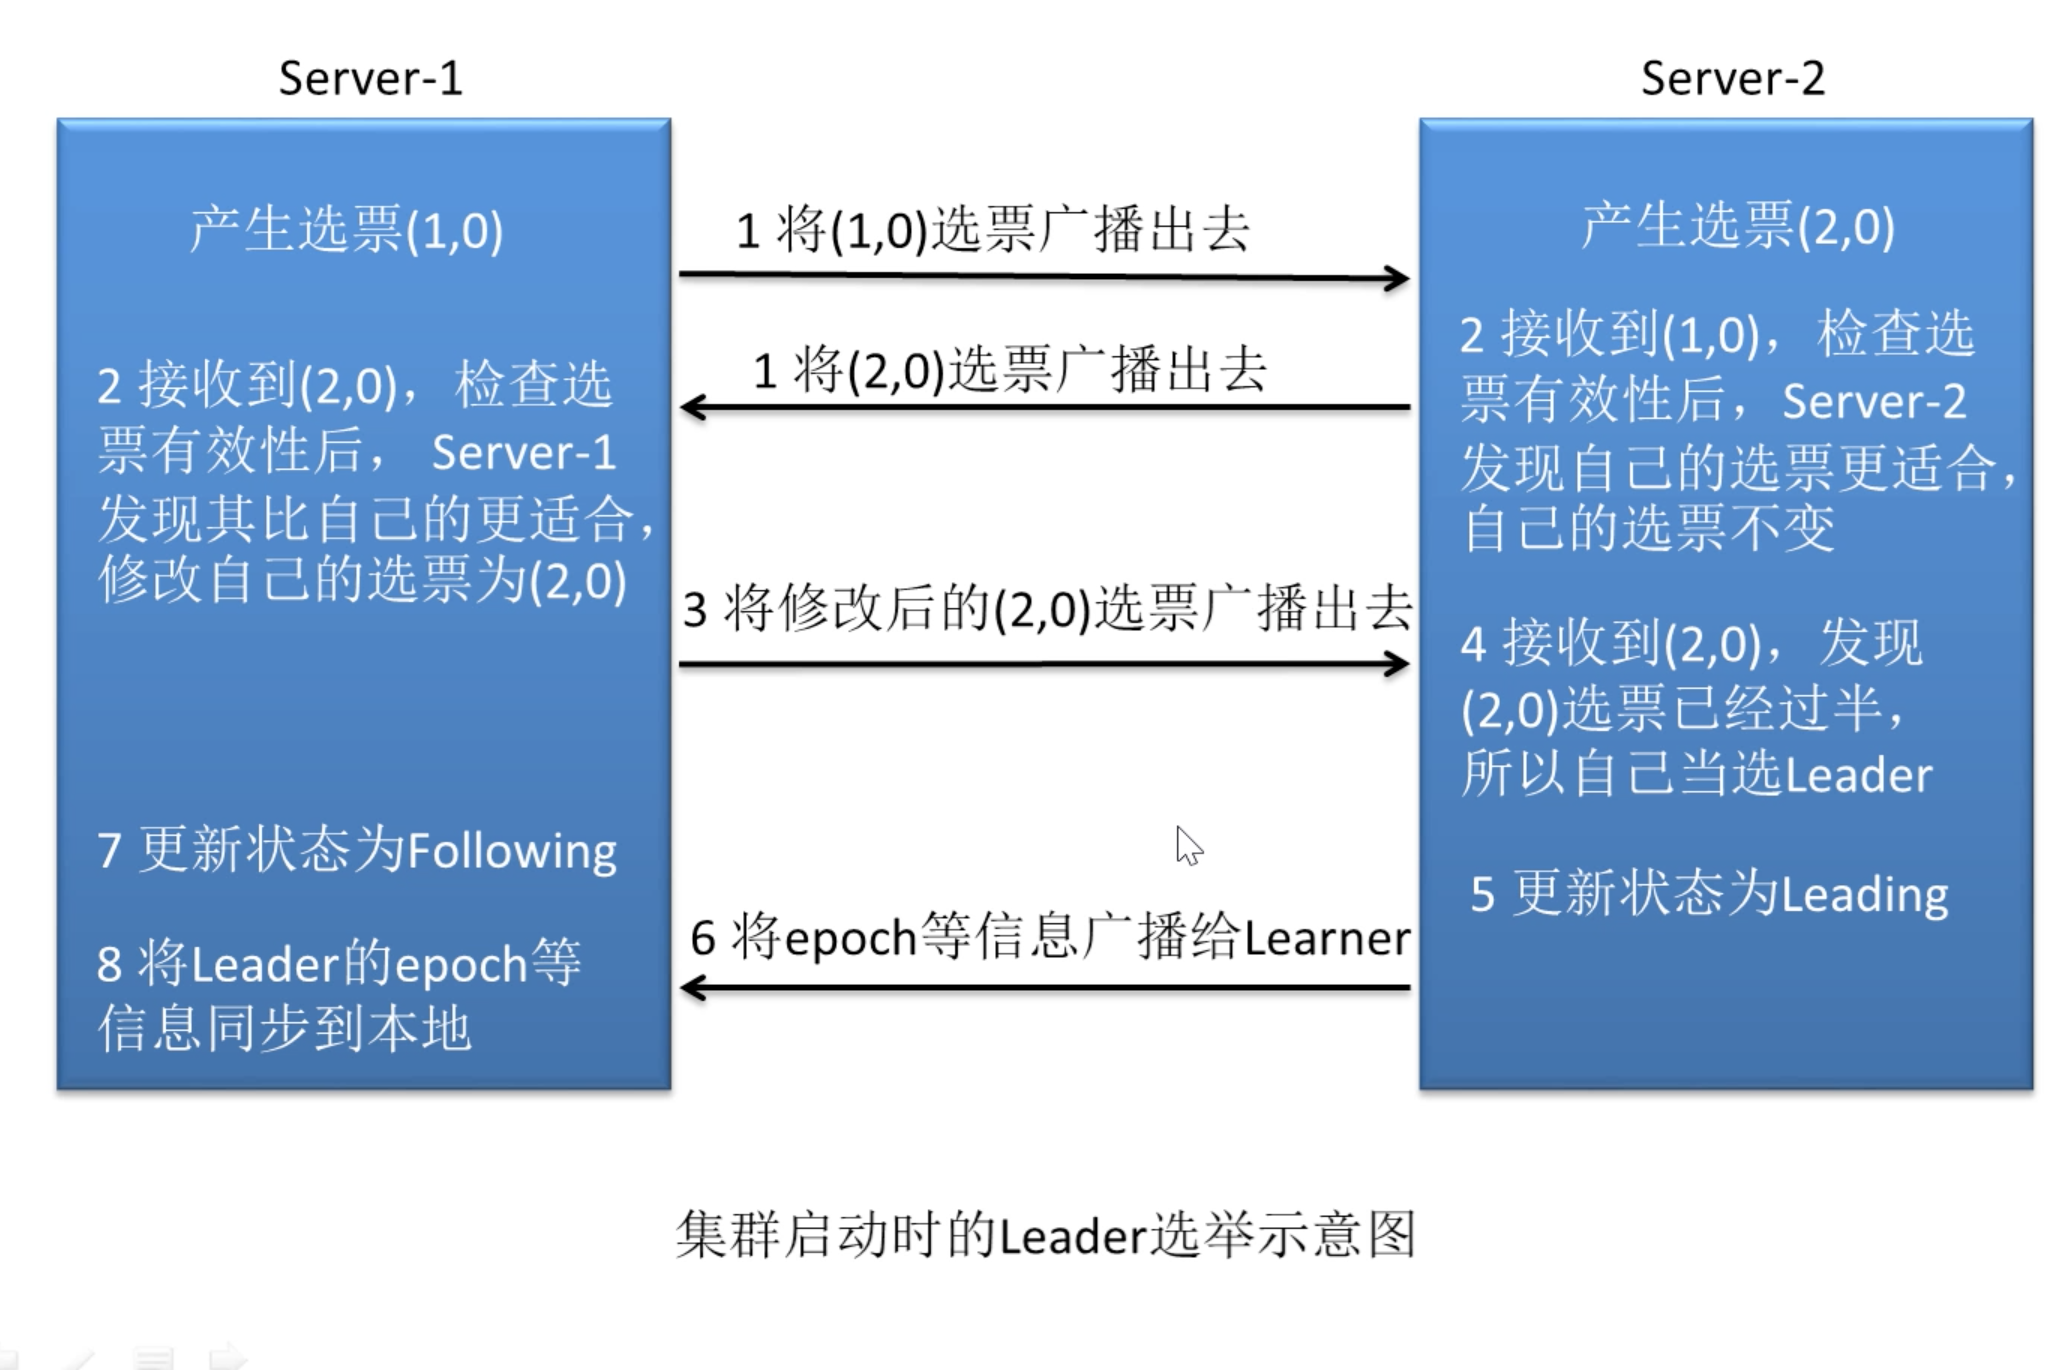 Server-1
Server-2
产生选票(1,0)
2 接收到(2,0)，检查选
票有效性后， Server-1
发现其比自己的更适合，
修改自己的选票为(2,0)
7 更新状态为Following
8 将Leader的epoch等
信息同步到本地
1 将(1,0)选票广播出去
1 将(2,0)选票广播出去
3 将修改后的(2,0)选票广播出去
6 将epoch等信息广播给Learner
产生选票(2,0)
2 接收到(1,0)，检查选
票有效性后，Server-2
发现自己的选票更适合，
自己的选票不变
4 接收到(2,0)，发现
(2,0)选票已经过半，
所以自己当选Leader
5 更新状态为Leading
集群启动时的Leader选举示意图